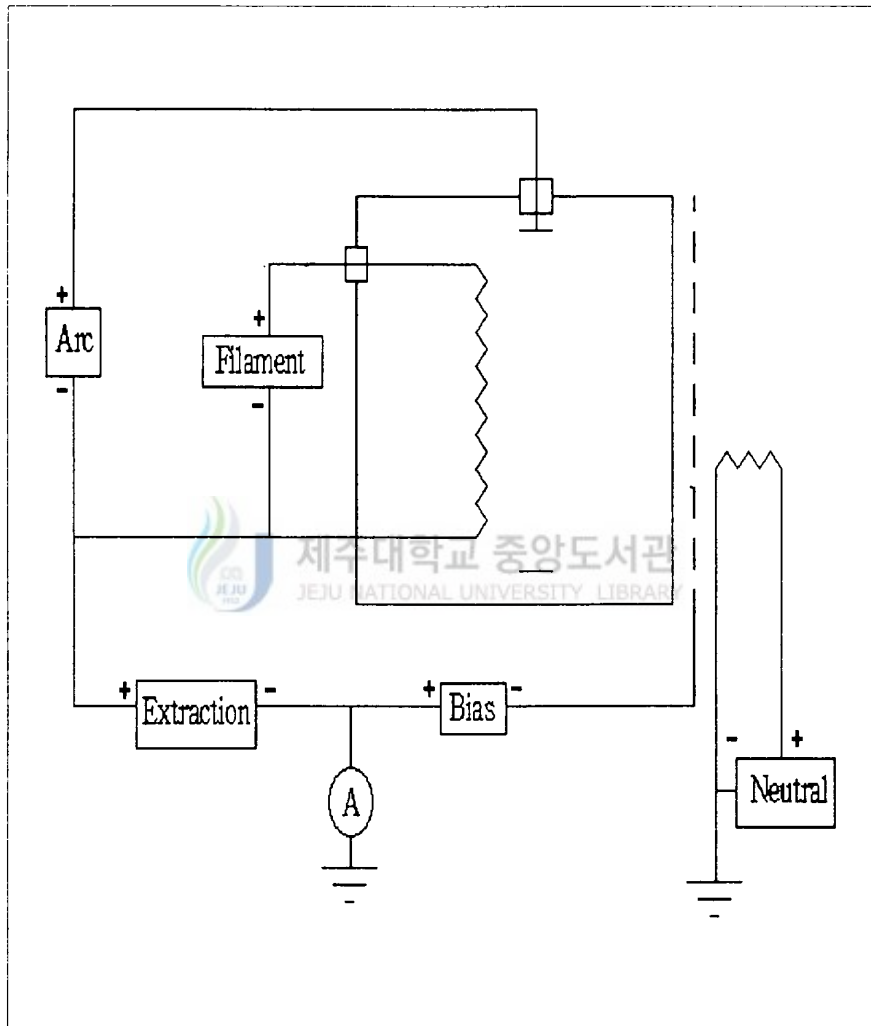 +
Arc
-
+
Filament
-
제주대학교 중앙도서관
JEJU NATIONAL UNIVERSITY LIBRARY
JEJU
+ Extraction -
+ Bias -
A
- +
Neutral